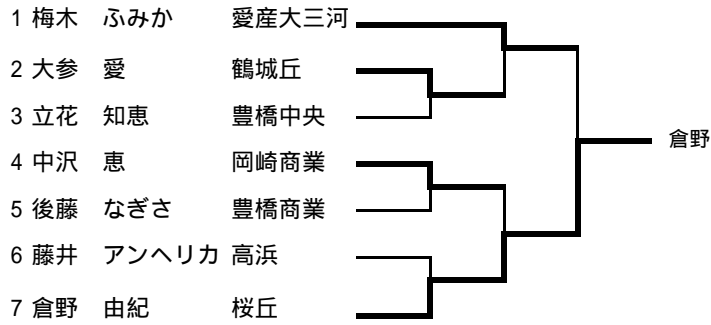 1 梅木 ふみか 愛産大三河
2 大参 愛 鶴城丘
3 立花 知恵 豊橋中央
倉野
4 中沢 恵 岡崎商業
5 後藤 なぎさ 豊橋商業
6 藤井 アンヘリカ 高浜
7 倉野 由紀 桜丘